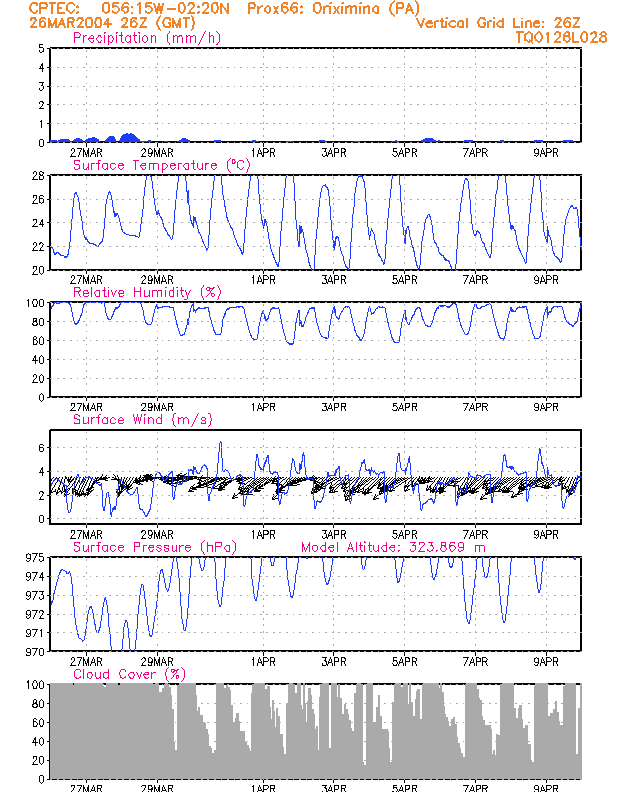 CPTEC: 056:15W-02:20N Prox66: Oriximina (PA)
26MAR2004 26Z (GMT) Vertical Grid Line: 26Z
Precipitation (mm/h) TQ0126L028
5
4
3
2
1
0
27MAR 29MAR 1APR 3APR 5APR 7APR 9APR
Surface Temperature (ºC)
28
26
24
22
20
27MAR 29MAR 1APR 3APR 5APR 7APR 9APR
Relative Humidity (%)
100
80
60
40
20
0
27MAR 29MAR 1APR 3APR 5APR 7APR 9APR
Surface Wind (m/s)
6
4
2
0
27MAR 29MAR 1APR 3APR 5APR 7APR 9APR
Surface Pressure (hPa) Model Altitude: 323.869 m
975
974
973
972
971
970
27MAR 29MAR 1APR 3APR 5APR 7APR 9APR
Cloud Cover (%)
100
80
60
40
20
0
27MAR 29MAR 1APR 3APR 5APR 7APR 9APR